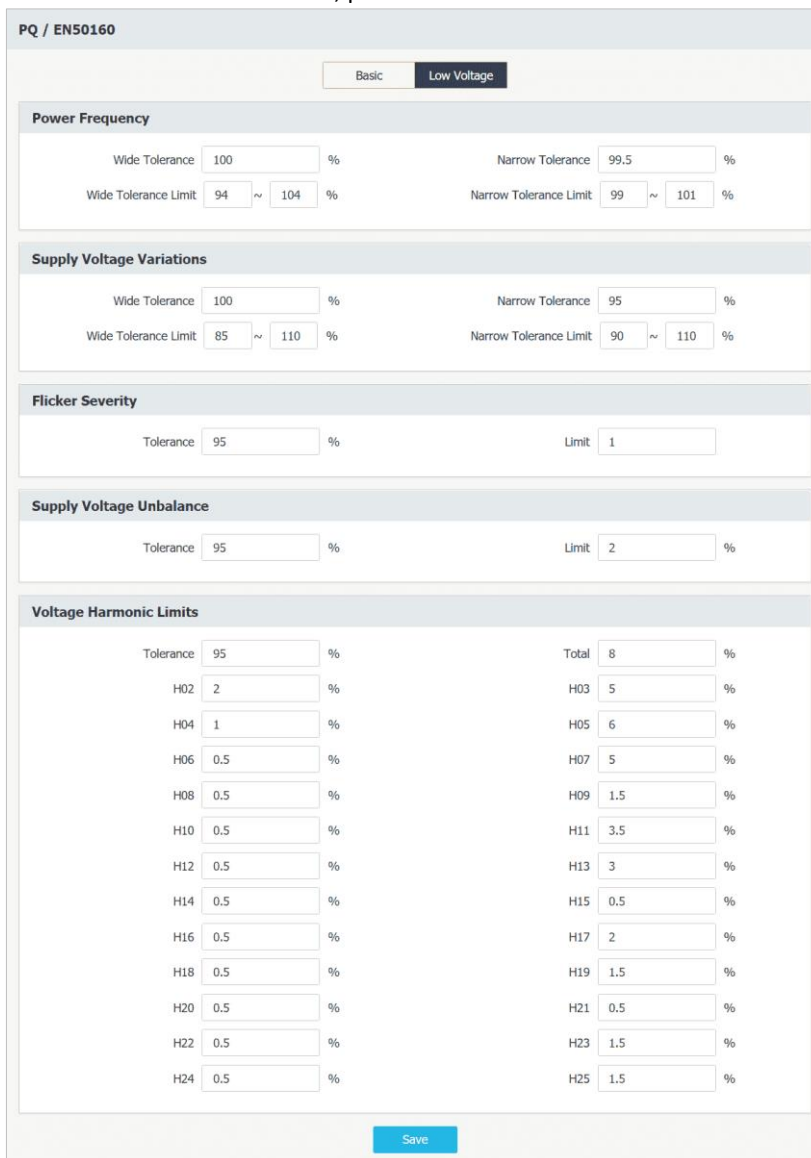 PQ / EN50160
Basic Low Voltage
Power Frequency
Wide Tolerance 100 % Narrow Tolerance 99.5 %
Wide Tolerance Limit 94 ~ 104 % Narrow Tolerance Limit 99 ~ 101 %
Supply Voltage Variations
Wide Tolerance 100 % Narrow Tolerance 95 %
Wide Tolerance Limit 85 ~ 110 % Narrow Tolerance Limit 90 ~ 110 %
Flicker Severity
Tolerance 95 % Limit 1
Supply Voltage Unbalance
Tolerance 95 % Limit 2 %
Voltage Harmonic Limits
Tolerance 95 % Total 8 %
H02 2 % H03 5 %
H04 1 % H05 6 %
H06 0.5 % H07 5 %
H08 0.5 % H09 1.5 %
H10 0.5 % H11 3.5 %
H12 0.5 % H13 3 %
H14 0.5 % H15 0.5 %
H16 0.5 % H17 2 %
H18 0.5 % H19 1.5 %
H20 0.5 % H21 0.5 %
H22 0.5 % H23 1.5 %
H24 0.5 % H25 1.5 %
Save